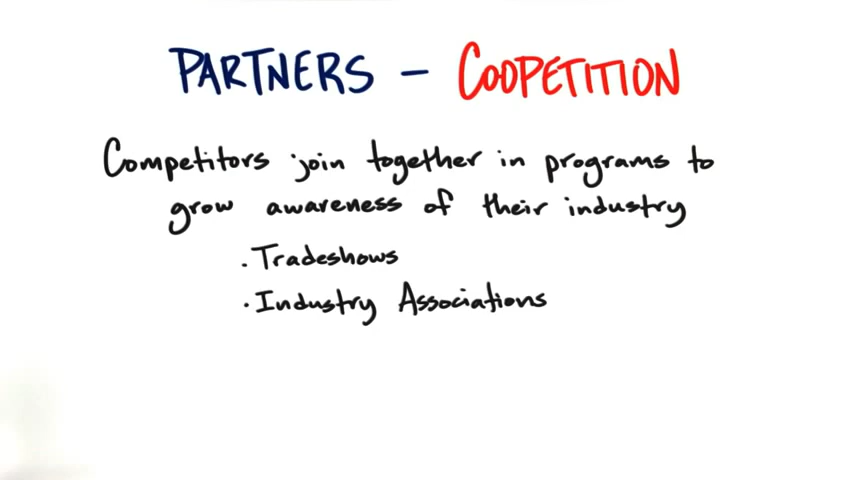 PARTNERS - COOPETITION
Competitors join together in programs to
grow awareness of their industry
. Tradeshows
. Industry Associations